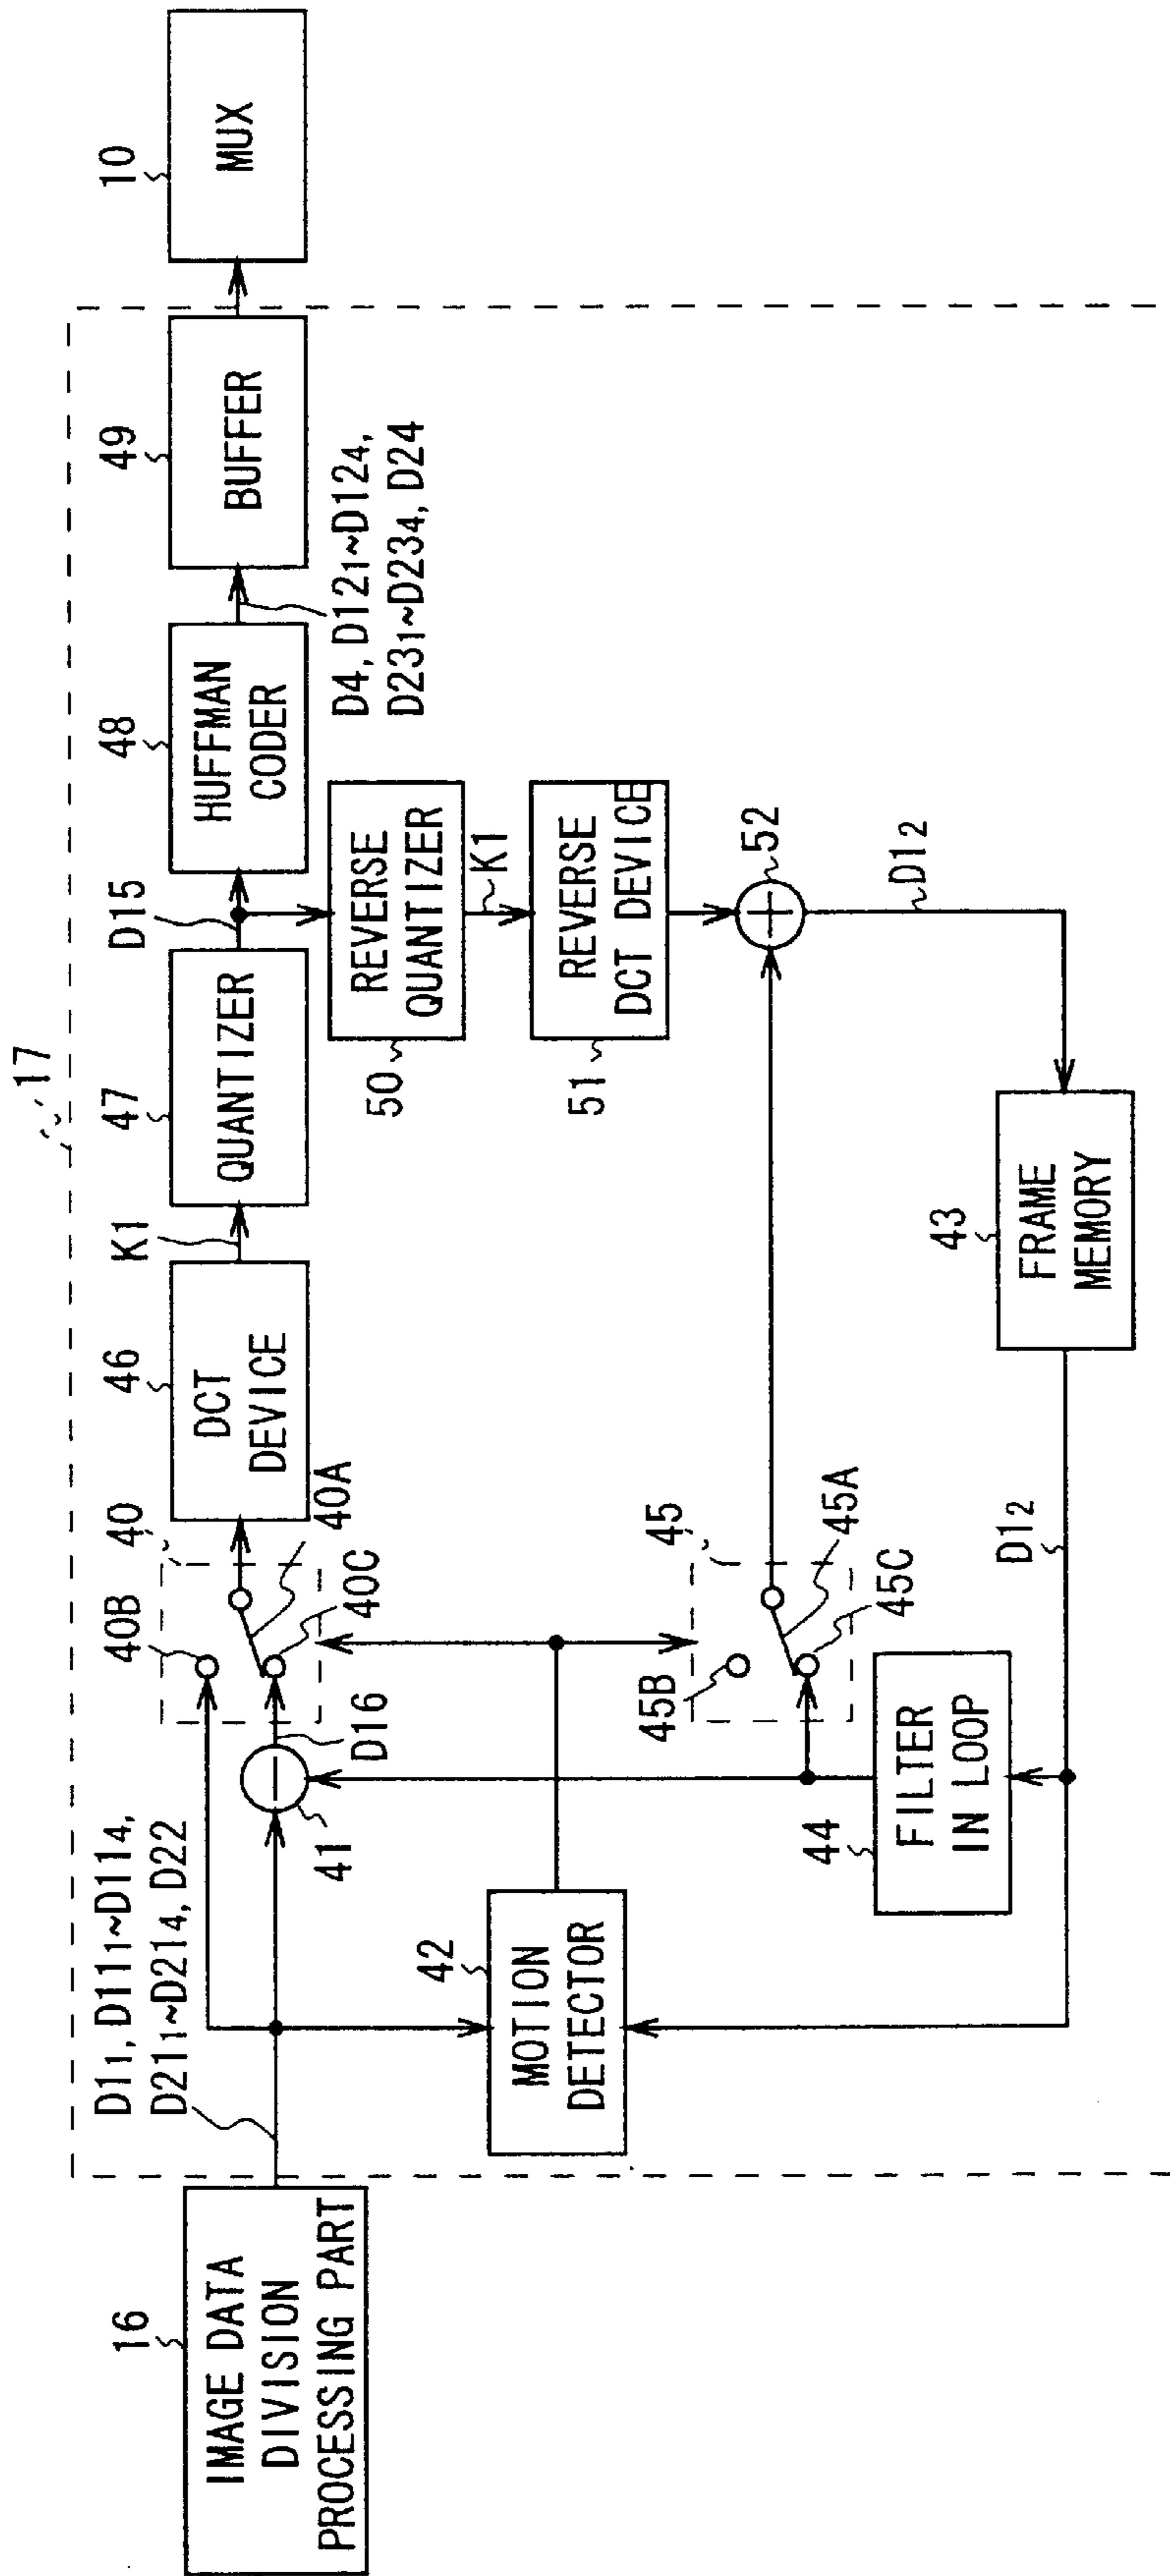 17
16
IMAGE DATA
DIVISION
PROCESSING PART
D1₁, D11₁~D11₄,
D21₁~D21₄, D22
41
D16
40B
40
40A
40C
46
DCT
DEVICE
K1
47
QUANTIZER
D15
48
HUFFMAN
CODER
D4, D12₁~D12₄,
D23₁~D23₄, D24
49
BUFFER
10
MUX
REVERSE
QUANTIZER
50
K1
REVERSE
DCT DEVICE
51
52
D1₂
42
MOTION
DETECTOR
45
45B
45A
45C
44
FILTER
IN LOOP
D1₂
43
FRAME
MEMORY